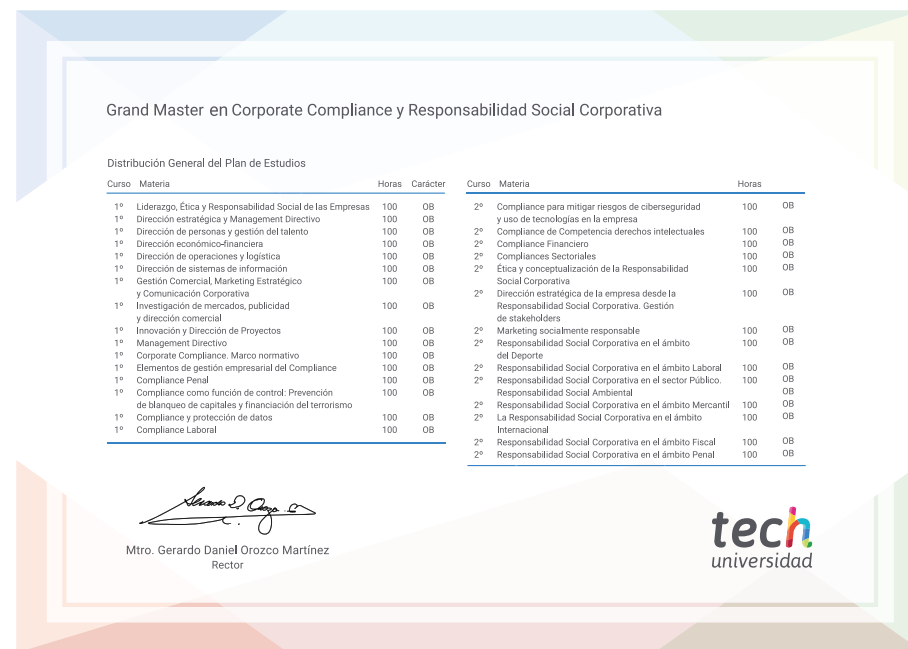 Grand Master en Corporate Compliance y Responsabilidad Social Corporativa
Distribución General del Plan de Estudios
Curso Materia Horas Carácter
1º Liderazgo, Ética y Responsabilidad Social de las Empresas 100 OB
1º Dirección estratégica y Management Directivo 100 OB
1º Dirección de personas y gestión del talento 100 OB
1º Dirección económico-financiera 100 OB
1º Dirección de operaciones y logística 100 OB
1º Dirección de sistemas de información 100 OB
1º Gestión Comercial, Marketing Estratégico 100 OB
y Comunicación Corporativa
1º Investigación de mercados, publicidad 100 OB
y dirección comercial
1º Innovación y Dirección de Proyectos 100 OB
1º Management Directivo 100 OB
1º Corporate Compliance. Marco normativo 100 OB
1º Elementos de gestión empresarial del Compliance 100 OB
1º Compliance Penal 100 OB
1º Compliance como función de control: Prevención 100 OB
de blanqueo de capitales y financiación del terrorismo
1º Compliance y protección de datos 100 OB
1º Compliance Laboral 100 OB
Curso Materia Horas
2º Compliance para mitigar riesgos de ciberseguridad 100 OB
y uso de tecnologías en la empresa
2º Compliance de Competencia derechos intelectuales 100 OB
2º Compliance Financiero 100 OB
2º Compliances Sectoriales 100 OB
2º Ética y conceptualización de la Responsabilidad 100 OB
Social Corporativa
2º Dirección estratégica de la empresa desde la 100 OB
Responsabilidad Social Corporativa. Gestión
de stakeholders
2º Marketing socialmente responsable 100 OB
2º Responsabilidad Social Corporativa en el ámbito 100 OB
del Deporte
2º Responsabilidad Social Corporativa en el ámbito Laboral 100 OB
2º Responsabilidad Social Corporativa en el sector Público. 100 OB
Responsabilidad Social Ambiental OB
2º Responsabilidad Social Corporativa en el ámbito Mercantil 100 OB
2º La Responsabilidad Social Corporativa en el ámbito 100 OB
Internacional
2º Responsabilidad Social Corporativa en el ámbito Fiscal 100 OB
2º Responsabilidad Social Corporativa en el ámbito Penal 100 OB
Mtro. Gerardo Daniel Orozco Martínez
Rector
tech
universidad